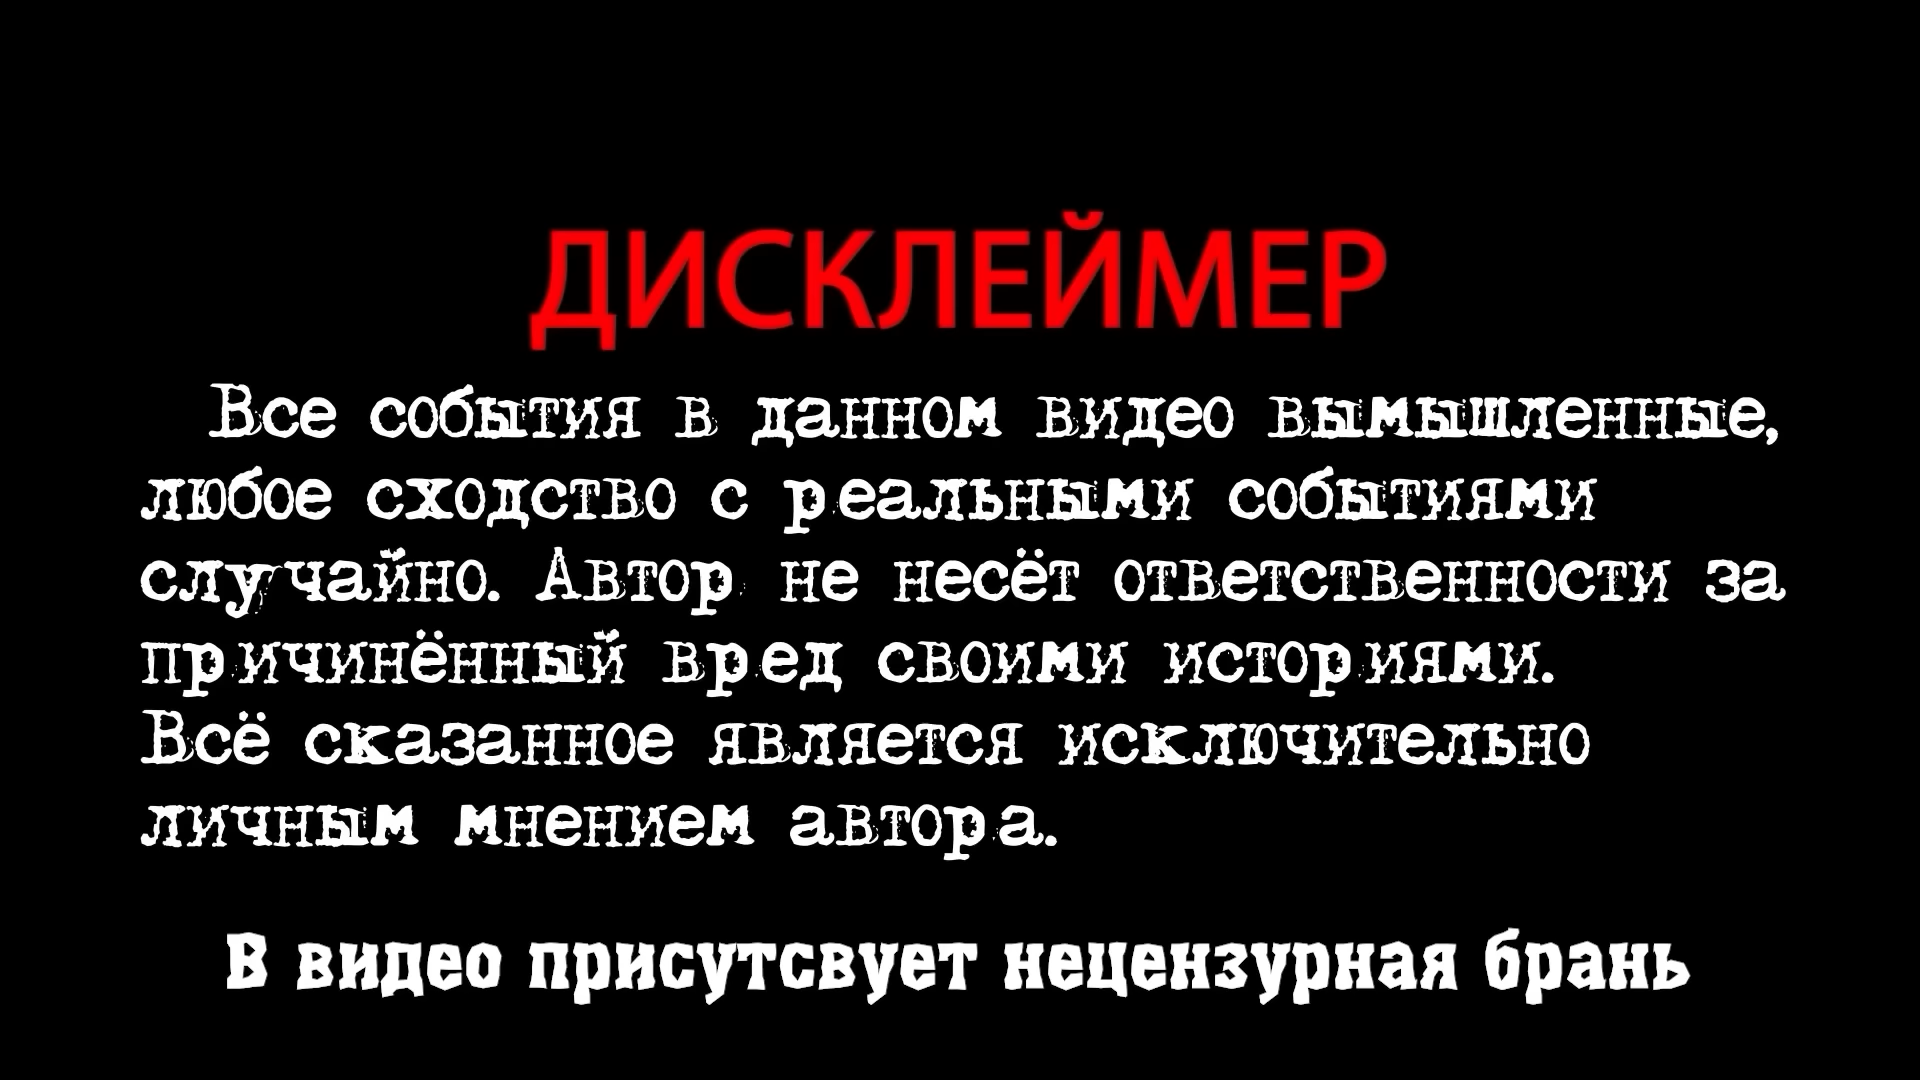 ДИСКЛЕЙМЕР
Все события в данном видео вымышленные,
любое сходство с реальными событиями
случайно. Автор не несёт ответственности за
причинённый вред своими историями.
Всё сказанное является исключительно
личным мнением автора.
В видео присутсвует нецензурная брань